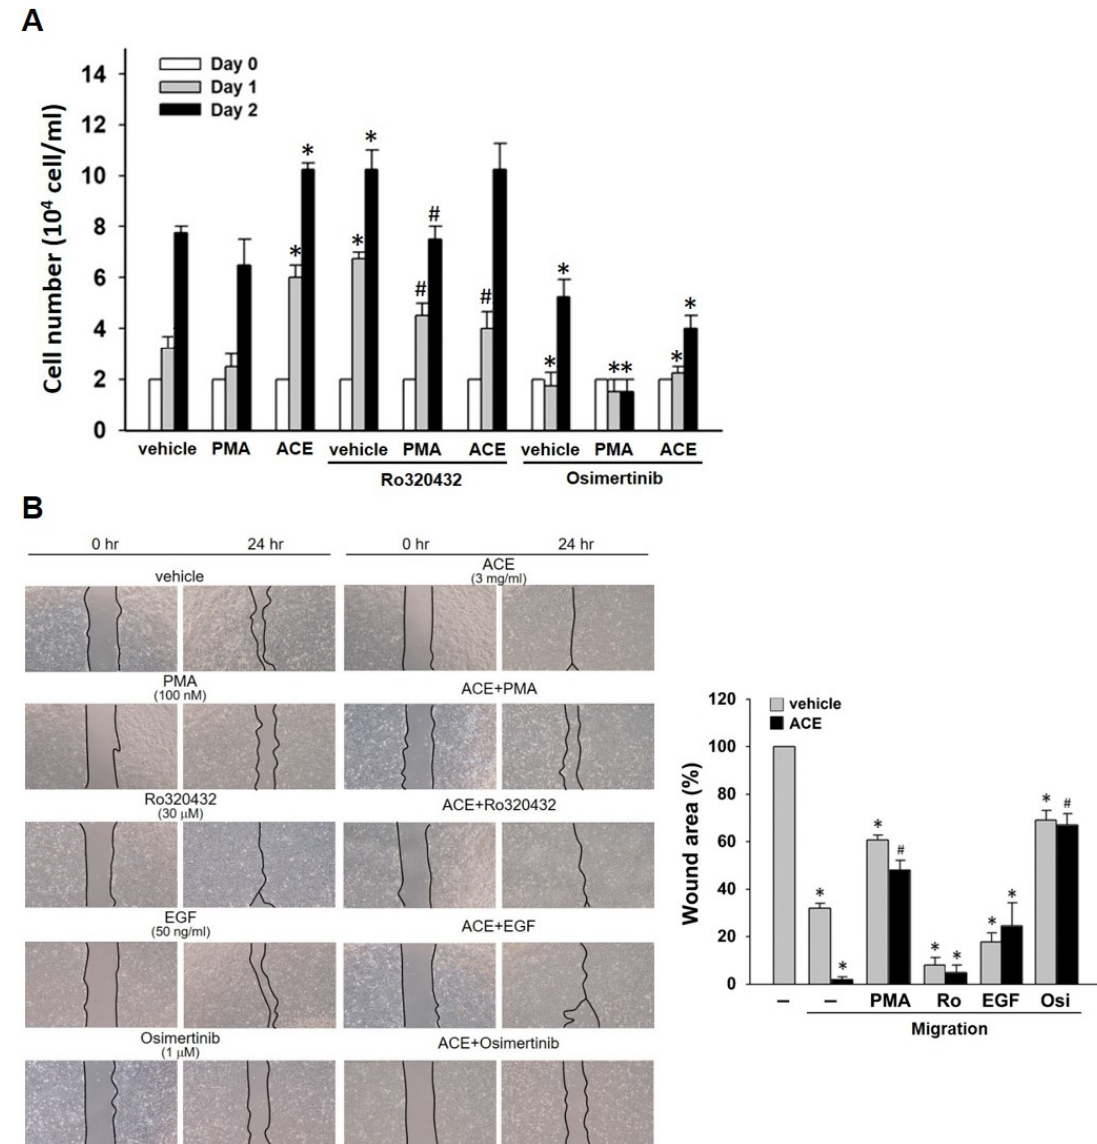 A
Day 0
Day 1
Day 2
Cell number (10⁴ cell/ml)
14
12
10
8
6
4
2
0
* * * * # # # * * ** * *
vehicle PMA ACE vehicle PMA ACE vehicle PMA ACE
Ro320432 Osimertinib
B
0 hr 24 hr 0 hr 24 hr
vehicle ACE
(3 mg/ml)
PMA ACE+PMA
(100 nM)
Ro320432 ACE+Ro320432
(30 μM)
EGF ACE+EGF
(50 ng/ml)
Osimertinib ACE+Osimertinib
(1 μM)
vehicle
ACE
Wound area (%)
120
100
80
60
40
20
0
* * * # * * * * * #
– – PMA Ro EGF Osi
Migration